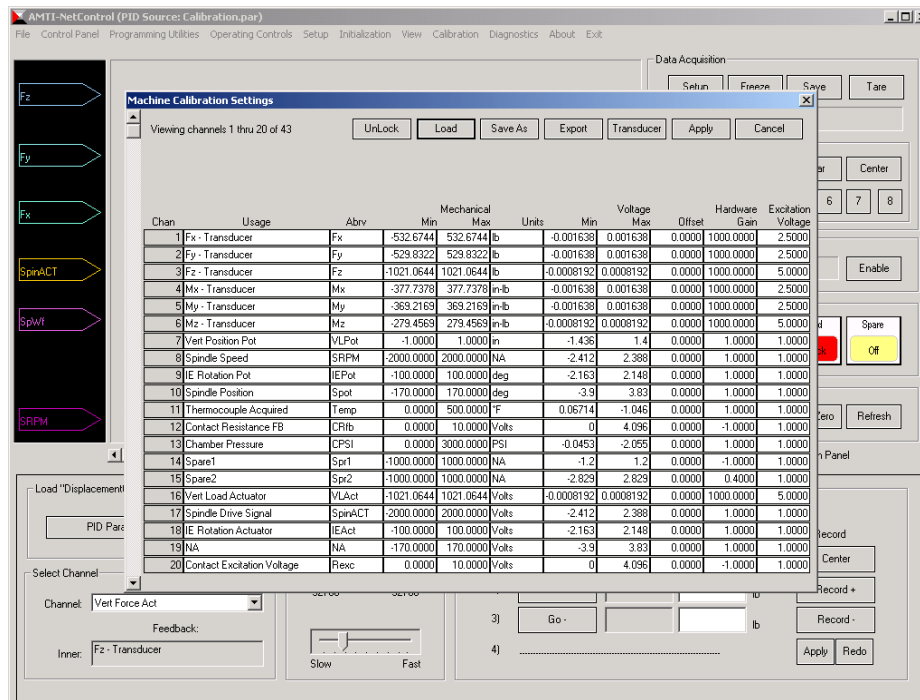 AMTI-NetControl (PID Source: Calibration.par)
File Control Panel Programming Utilities Operating Controls Setup Initialization View Calibration Diagnostics About Exit
Data Acquisition
Setup Freeze Save Tare
Fz
Machine Calibration Settings
Viewing channels 1 thru 20 of 43
UnLock Load Save As Export Transducer Apply Cancel
Fy
Center
6 7 8
Mechanical Voltage Hardware Excitation
Chan Usage Abrv Min Max Units Min Max Offset Gain Voltage
1 Fx - Transducer Fx -532.6744 532.6744 lb -0.001638 0.001638 0.0000 1000.0000 2.5000
2 Fy - Transducer Fy -529.8322 529.8322 lb -0.001638 0.001638 0.0000 1000.0000 2.5000
3 Fz - Transducer Fz -1021.0644 1021.0644 lb -0.0008192 0.0008192 0.0000 1000.0000 5.0000
4 Mx - Transducer Mx -377.7378 377.7378 in-lb -0.001638 0.001638 0.0000 1000.0000 2.5000
5 My - Transducer My -369.2169 369.2169 in-lb -0.001638 0.001638 0.0000 1000.0000 2.5000
6 Mz - Transducer Mz -279.4569 279.4569 in-lb -0.0008192 0.0008192 0.0000 1000.0000 5.0000
7 Vert Position Pot VLPot -1.0000 1.0000 in -1.436 1.4 0.0000 1.0000 1.0000
8 Spindle Speed SRPM -2000.0000 2000.0000 NA -2.412 2.388 0.0000 1.0000 1.0000
9 IE Rotation Pot IEPot -100.0000 100.0000 deg -2.163 2.148 0.0000 1.0000 1.0000
10 Spindle Position Spot -170.0000 170.0000 deg -3.9 3.83 0.0000 1.0000 1.0000
11 Thermocouple Acquired Temp 0.0000 500.0000 °F 0.06714 -1.046 0.0000 1.0000 1.0000
12 Contact Resistance FB CRfb 0.0000 10.0000 Volts 0 4.096 0.0000 -1.0000 1.0000
13 Chamber Pressure CPSI 0.0000 3000.0000 PSI -0.0453 -2.055 0.0000 1.0000 1.0000
14 Spare1 Spr1 -1000.0000 1000.0000 NA -1.2 1.2 0.0000 -1.0000 1.0000
15 Spare2 Spr2 -1000.0000 1000.0000 NA -2.829 2.829 0.0000 0.4000 1.0000
16 Vert Load Actuator VLAct -1021.0644 1021.0644 Volts -0.0008192 0.0008192 0.0000 1000.0000 5.0000
17 Spindle Drive Signal SpinACT -2000.0000 2000.0000 Volts -2.412 2.388 0.0000 1.0000 1.0000
18 IE Rotation Actuator IEAct -100.0000 100.0000 Volts -2.163 2.148 0.0000 1.0000 1.0000
19 NA NA -170.0000 170.0000 Volts -3.9 3.83 0.0000 1.0000 1.0000
20 Contact Excitation Voltage Rexc 0.0000 10.0000 Volts 0 4.096 0.0000 -1.0000 1.0000
Fx
SpinACT
Enable
SpWf
Spare
Off
SRPM
Zero Refresh
Panel
Load "Displacement
PID Para
Record
Center
Select Channel
Channel: Vert Force Act
Feedback:
Inner: Fz - Transducer
32768 32768
Slow Fast
lb Record +
3) Go - lb Record -
4) Apply Redo